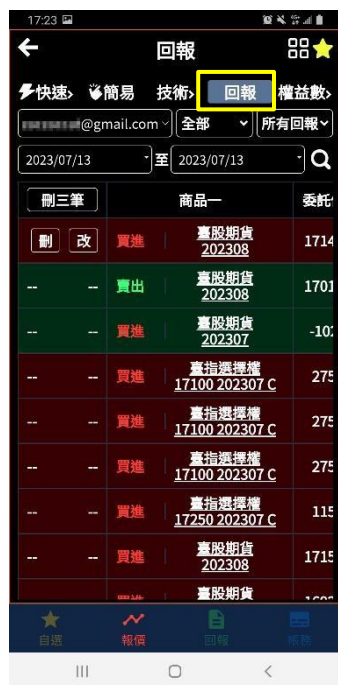 17:23
回報
快速› 簡易 技術› 回報 權益數›
@gmail.com 全部 所有回報
2023/07/13 至 2023/07/13
刪三筆 商品一 委託
刪 改 買進 臺股期貨 1714
202308
-- -- 賣出 臺股期貨 1701
202308
-- -- 買進 臺股期貨 -102
202307
-- -- 買進 臺指選擇權 275
17100 202307 C
-- -- 買進 臺指選擇權 275
17100 202307 C
-- -- 買進 臺指選擇權 275
17100 202307 C
-- -- 買進 臺指選擇權 115
17250 202307 C
-- -- 買進 臺股期貨 1715
202308
臺股期貨
自選 報價 回報 帳務